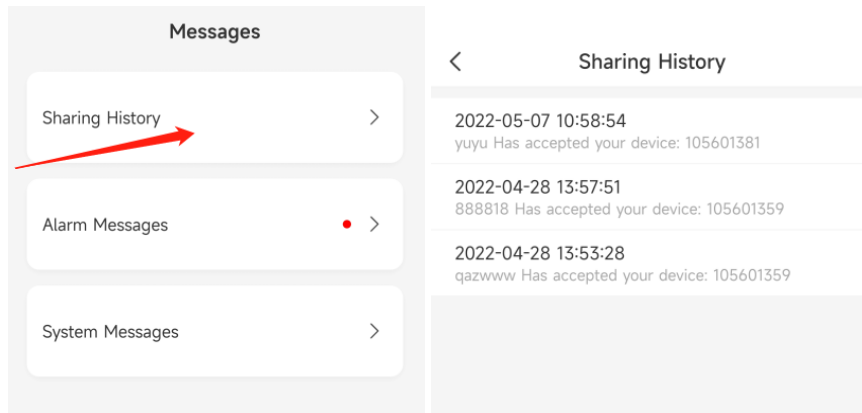 Messages
Sharing History
Alarm Messages
System Messages
Sharing History
2022-05-07 10:58:54
yuyu Has accepted your device: 105601381
2022-04-28 13:57:51
888818 Has accepted your device: 105601359
2022-04-28 13:53:28
qazwww Has accepted your device: 105601359